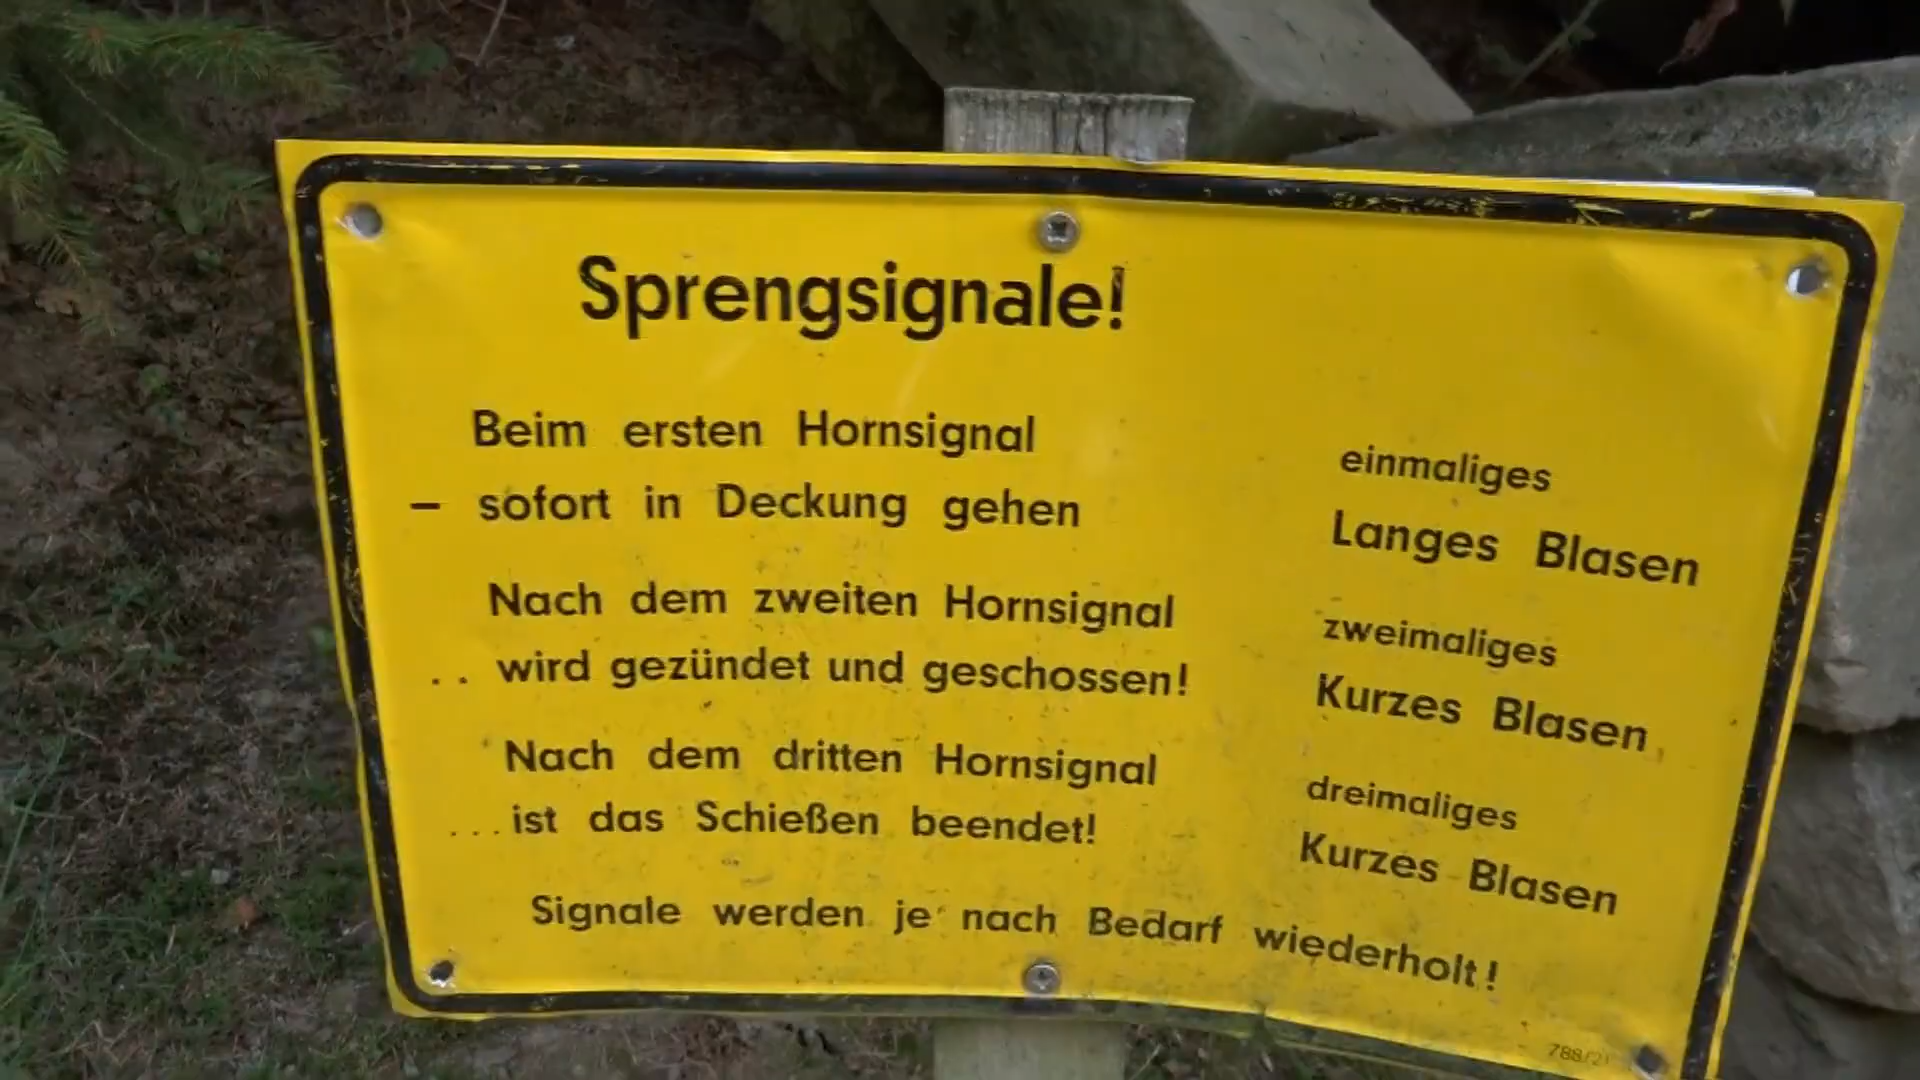 Sprengsignale!
Beim ersten Hornsignal
– sofort in Deckung gehen
einmaliges
Langes Blasen
Nach dem zweiten Hornsignal
.. wird gezündet und geschossen!
zweimaliges
Kurzes Blasen
Nach dem dritten Hornsignal
... ist das Schießen beendet!
dreimaliges
Kurzes Blasen
Signale werden je nach Bedarf wiederholt!
788/21